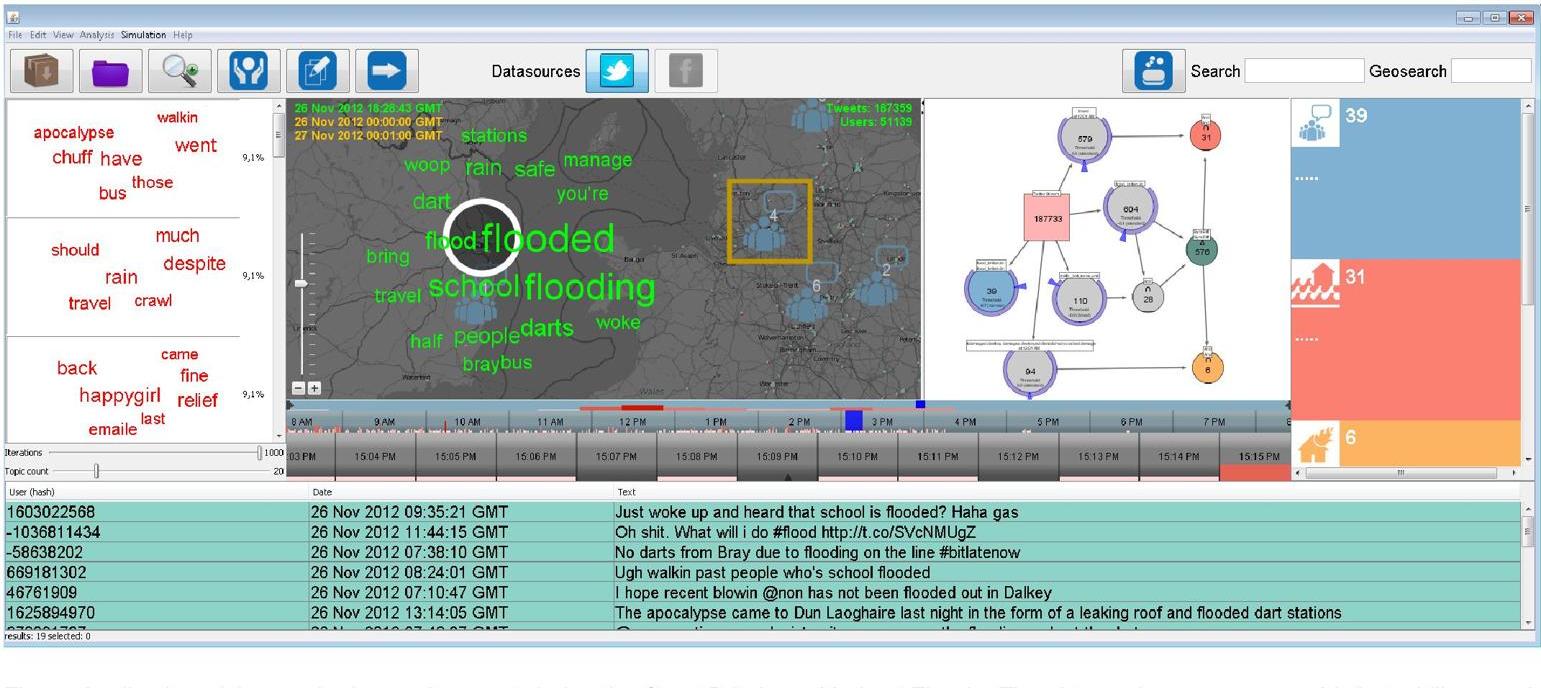 File Edit View Analysis Simulation Help
Datasources
Search
Geosearch
walkin
apocalypse
went
chuff have
those
bus
9,1%
much
should
despite
rain
travel crawl
9,1%
came
back
fine
happygirl relief
last
emaile
9,1%
Iterations 1000
Topic count 20
26 Nov 2012 18:28:43 GMT
26 Nov 2012 00:00:00 GMT
27 Nov 2012 00:01:00 GMT
Tweets: 187359
Users: 51139
stations
woop rain safe manage
dart you're
flood flooded
bring
travel school flooding
half people darts woke
bray bus
4
6
2
579
31
187733
604
576
39
110
28
94
6
39
.....
31
.....
6
8 AM 9 AM 10 AM 11 AM 12 PM 1 PM 2 PM 3 PM 4 PM 5 PM 6 PM 7 PM
:03 PM 15:04 PM 15:05 PM 15:06 PM 15:07 PM 15:08 PM 15:09 PM 15:10 PM 15:11 PM 15:12 PM 15:13 PM 15:14 PM 15:15 PM
User (hash) Date Text
1603022568 26 Nov 2012 09:35:21 GMT Just woke up and heard that school is flooded? Haha gas
-1036811434 26 Nov 2012 11:44:15 GMT Oh shit. What will i do #flood http://t.co/SVcNMUgZ
-58638202 26 Nov 2012 07:38:10 GMT No darts from Bray due to flooding on the line #bitlatenow
669181302 26 Nov 2012 08:24:01 GMT Ugh walkin past people who's school flooded
46761909 26 Nov 2012 07:10:47 GMT I hope recent blowin @non has not been flooded out in Dalkey
1625894970 26 Nov 2012 13:14:05 GMT The apocalypse came to Dun Laoghaire last night in the form of a leaking roof and flooded dart stations
results: 19 selected: 0